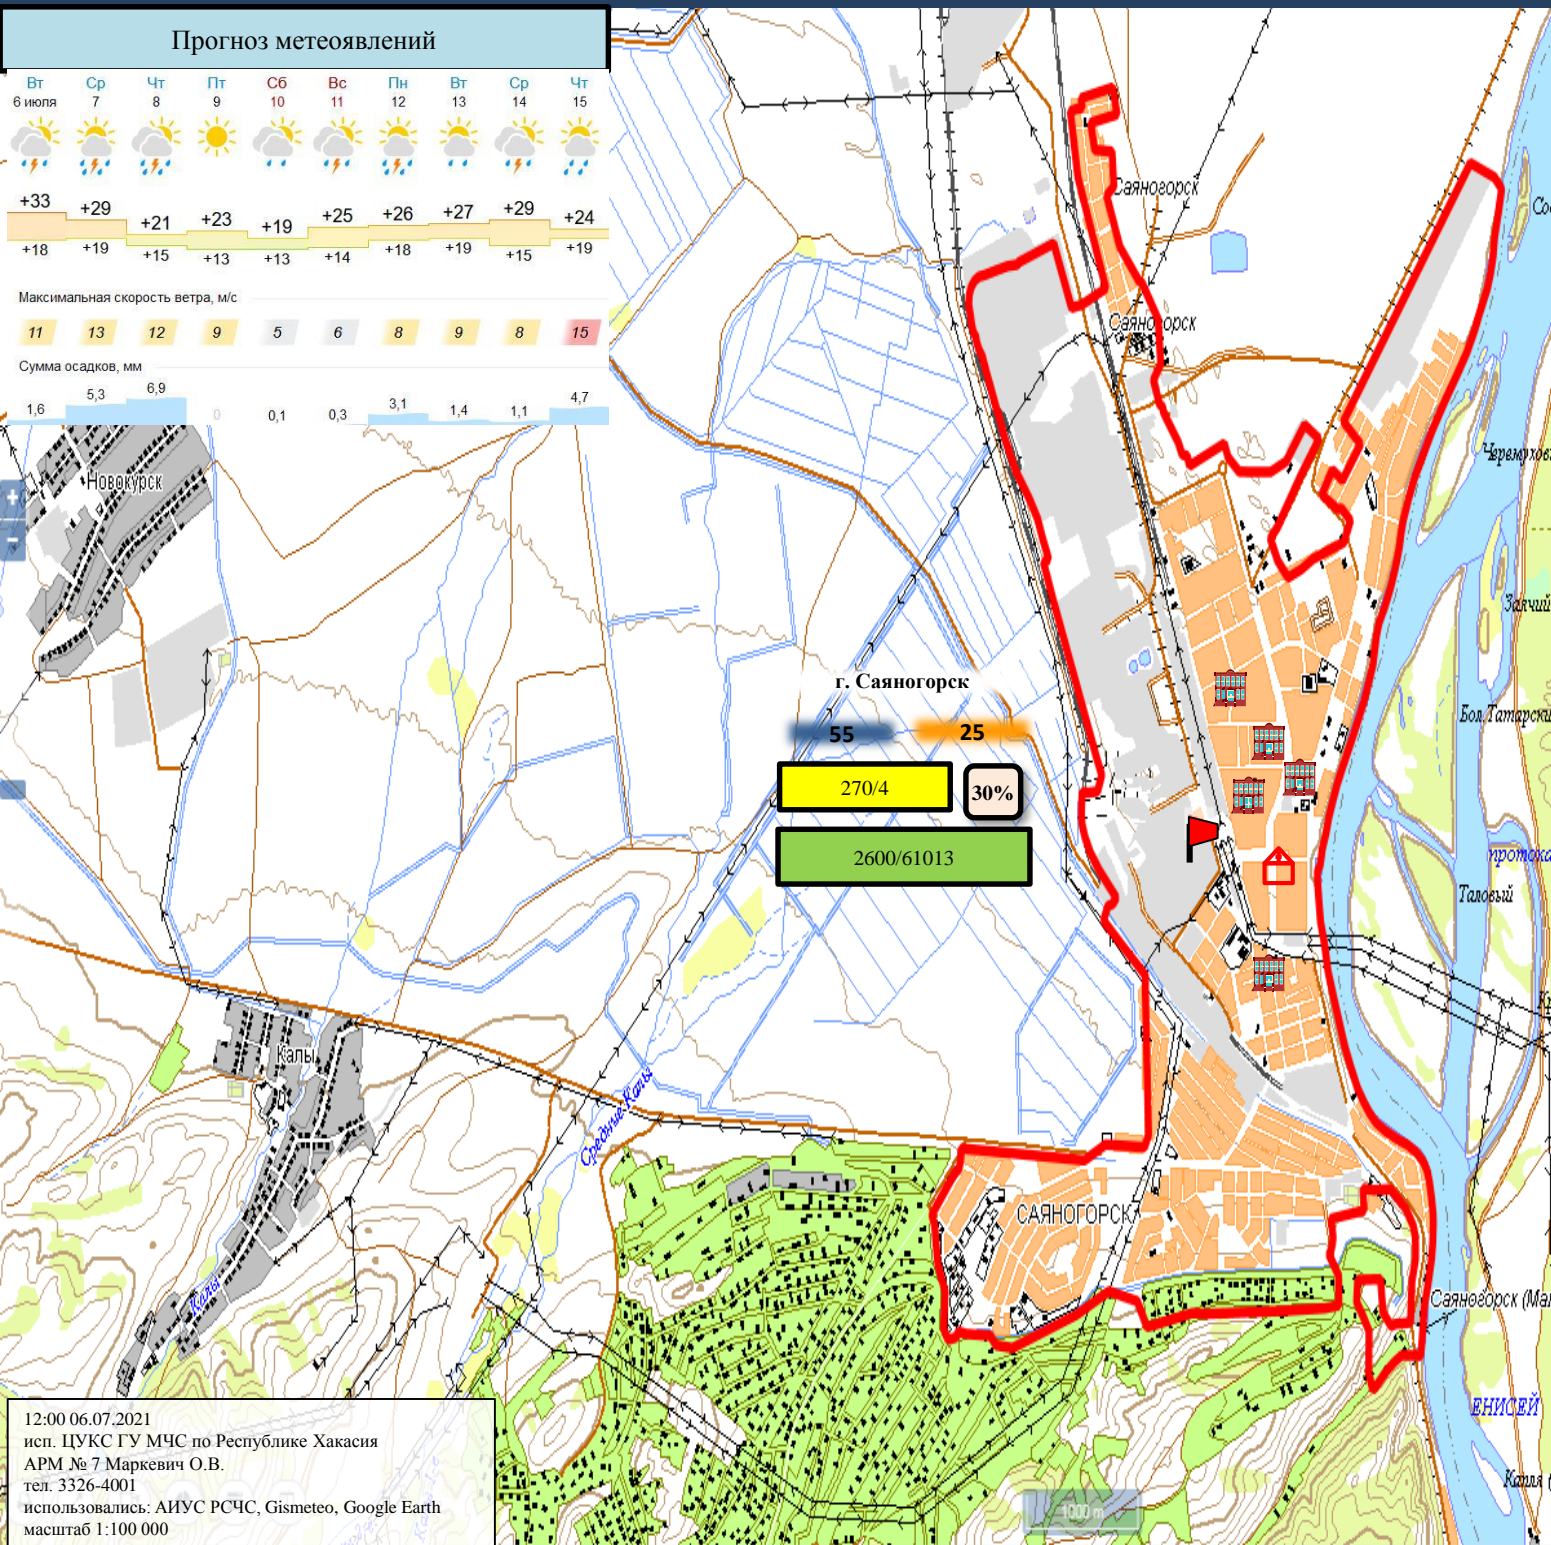 Прогноз метеоявлений
Вт Ср Чт Пт Сб Вс Пн Вт Ср Чт
6 июля 7 8 9 10 11 12 13 14 15
+33 +29 +21 +23 +19 +25 +26 +27 +29 +24
+18 +19 +15 +13 +13 +14 +18 +19 +15 +19
Максимальная скорость ветра, м/с
11 13 12 9 5 6 8 9 8 15
Сумма осадков, мм
1,6 5,3 6,9 0 0,1 0,3 3,1 1,4 1,1 4,7
Саяногорск
Саяногорск
Новокурск
+
-
Заячий
г. Саяногорск
55 25
270/4 30%
2600/61013
Бол. Татарский
протока
Таловый
Калы
Средние Калы
САЯНОГОРСК
Калы
Саяногорск (Май
ЕНИСЕЙ
Капля
1000 m
12:00 06.07.2021
исп. ЦУКС ГУ МЧС по Республике Хакасия
АРМ № 7 Маркевич О.В.
тел. 3326-4001
использовались: АИУС РСЧС, Gismeteo, Google Earth
масштаб 1:100 000